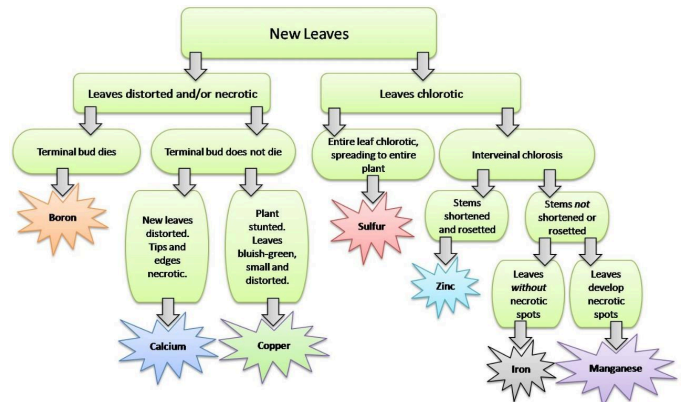 New Leaves
Leaves distorted and/or necrotic
Leaves chlorotic
Terminal bud dies
Terminal bud does not die
Entire leaf chlorotic,
spreading to entire
plant
Interveinal chlorosis
Boron
New leaves
distorted.
Tips and
edges
necrotic.
Plant
stunted.
Leaves
bluish-green,
small and
distorted.
Sulfur
Stems
shortened
and rosetted
Stems not
shortened or
rosetted
Zinc
Leaves
without
necrotic
spots
Leaves
develop
necrotic
spots
Calcium
Copper
Iron
Manganese